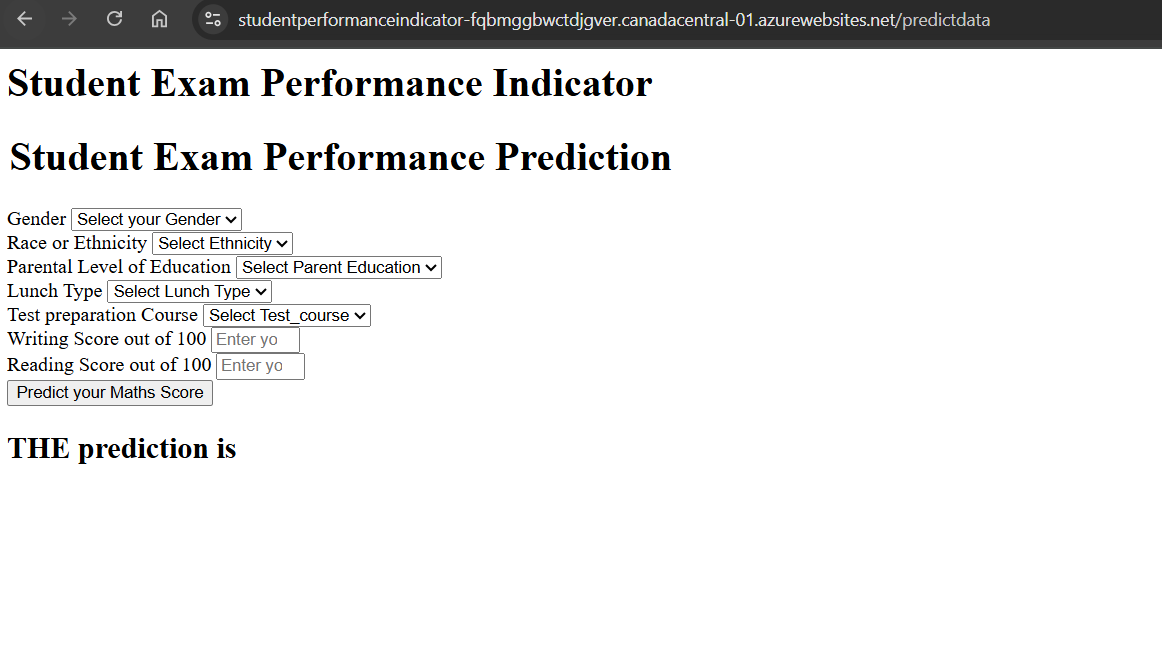 studentperformanceindicator-fqbmggbwctdjgver.canadacentral-01.azurewebsites.net/predictdata
Student Exam Performance Indicator
Student Exam Performance Prediction
Gender Select your Gender
Race or Ethnicity Select Ethnicity
Parental Level of Education Select Parent Education
Lunch Type Select Lunch Type
Test preparation Course Select Test_course
Writing Score out of 100 Enter yo
Reading Score out of 100 Enter yo
Predict your Maths Score
THE prediction is